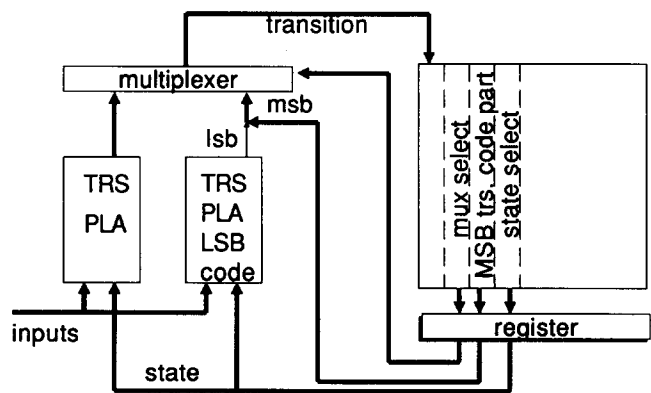 transition
multiplexer
msb
lsb
TRS
PLA
TRS
PLA
LSB
code
mux select
MSB trs. code part
state select
inputs
register
state